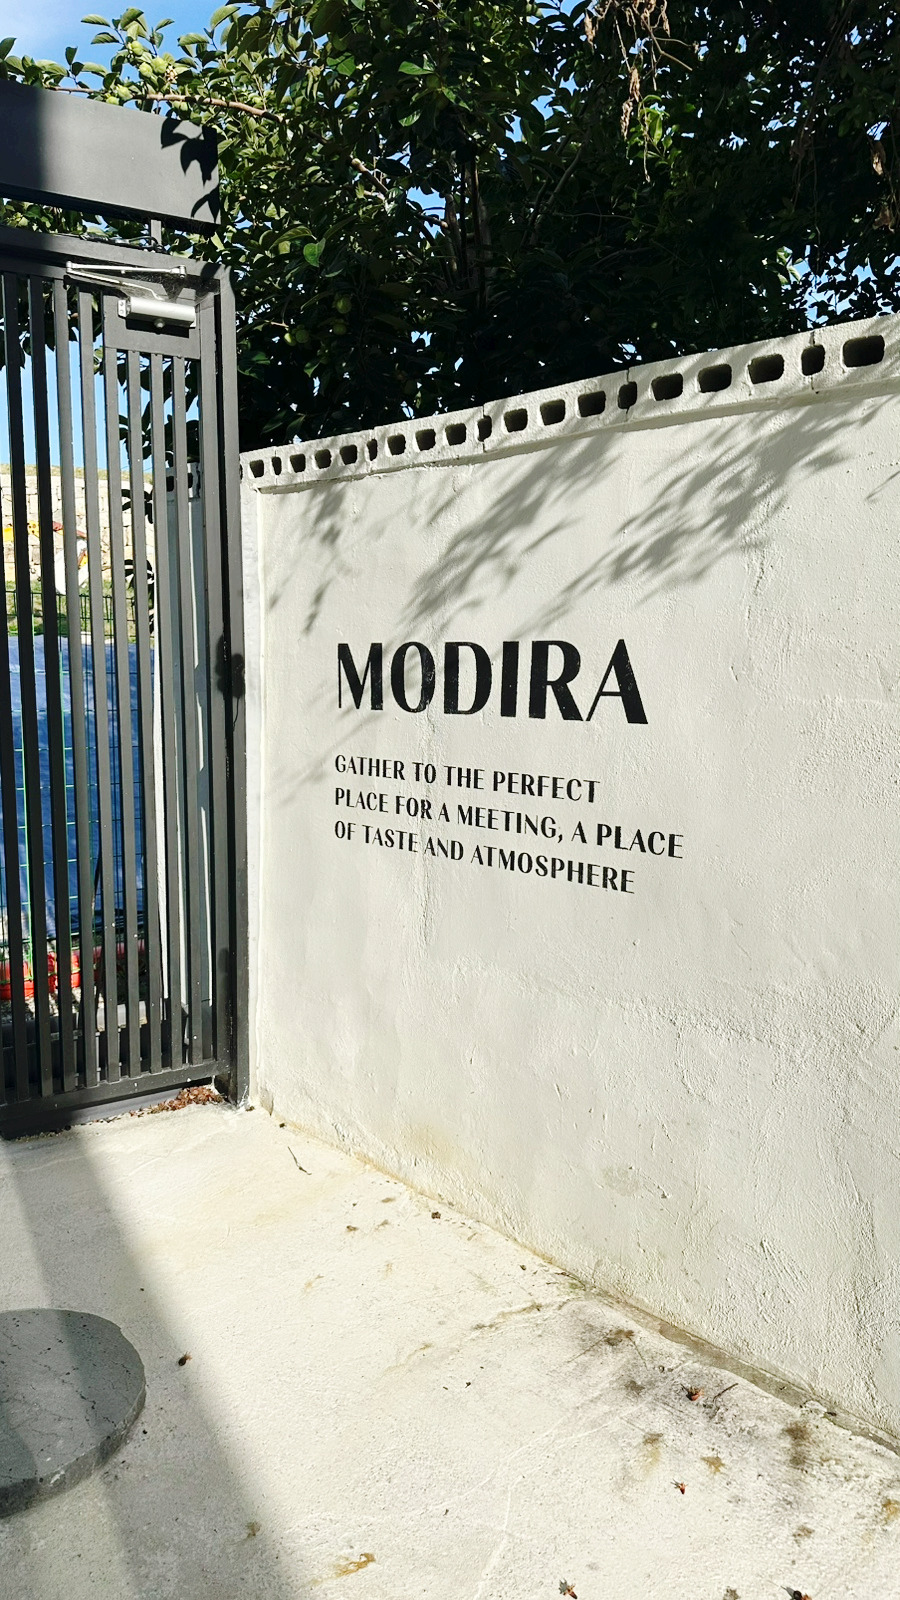 MODIRA
GATHER TO THE PERFECT
PLACE FOR A MEETING, A PLACE
OF TASTE AND ATMOSPHERE